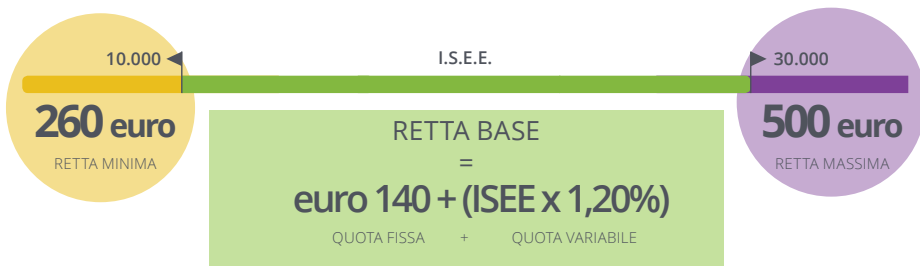 10.000
I.S.E.E.
30.000
260 euro
RETTA MINIMA
RETTA BASE
=
euro 140 + (ISEE x 1,20%)
QUOTA FISSA + QUOTA VARIABILE
500 euro
RETTA MASSIMA